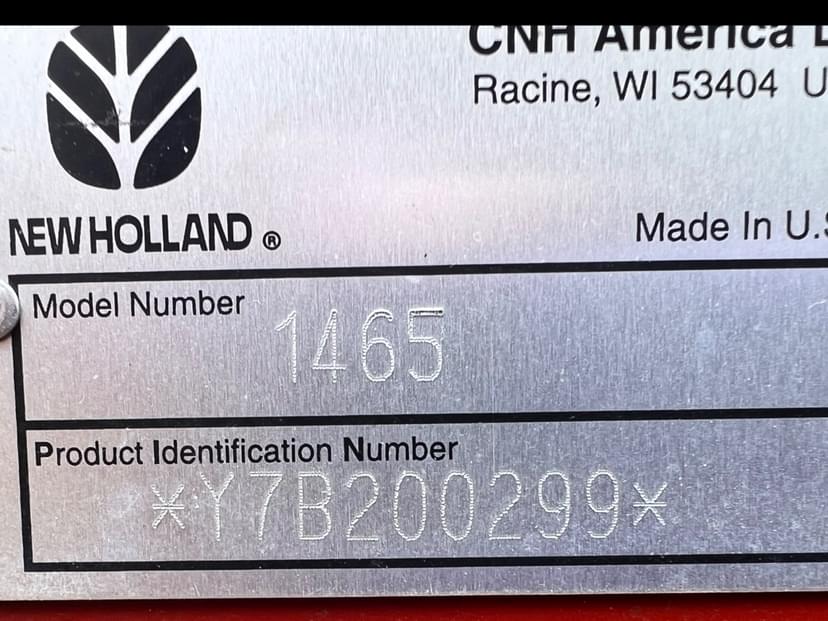 CNH America L
Racine, WI 53404 U
NEW HOLLAND ®
Made In U.S
Model Number
1465
Product Identification Number
*Y7B200299*